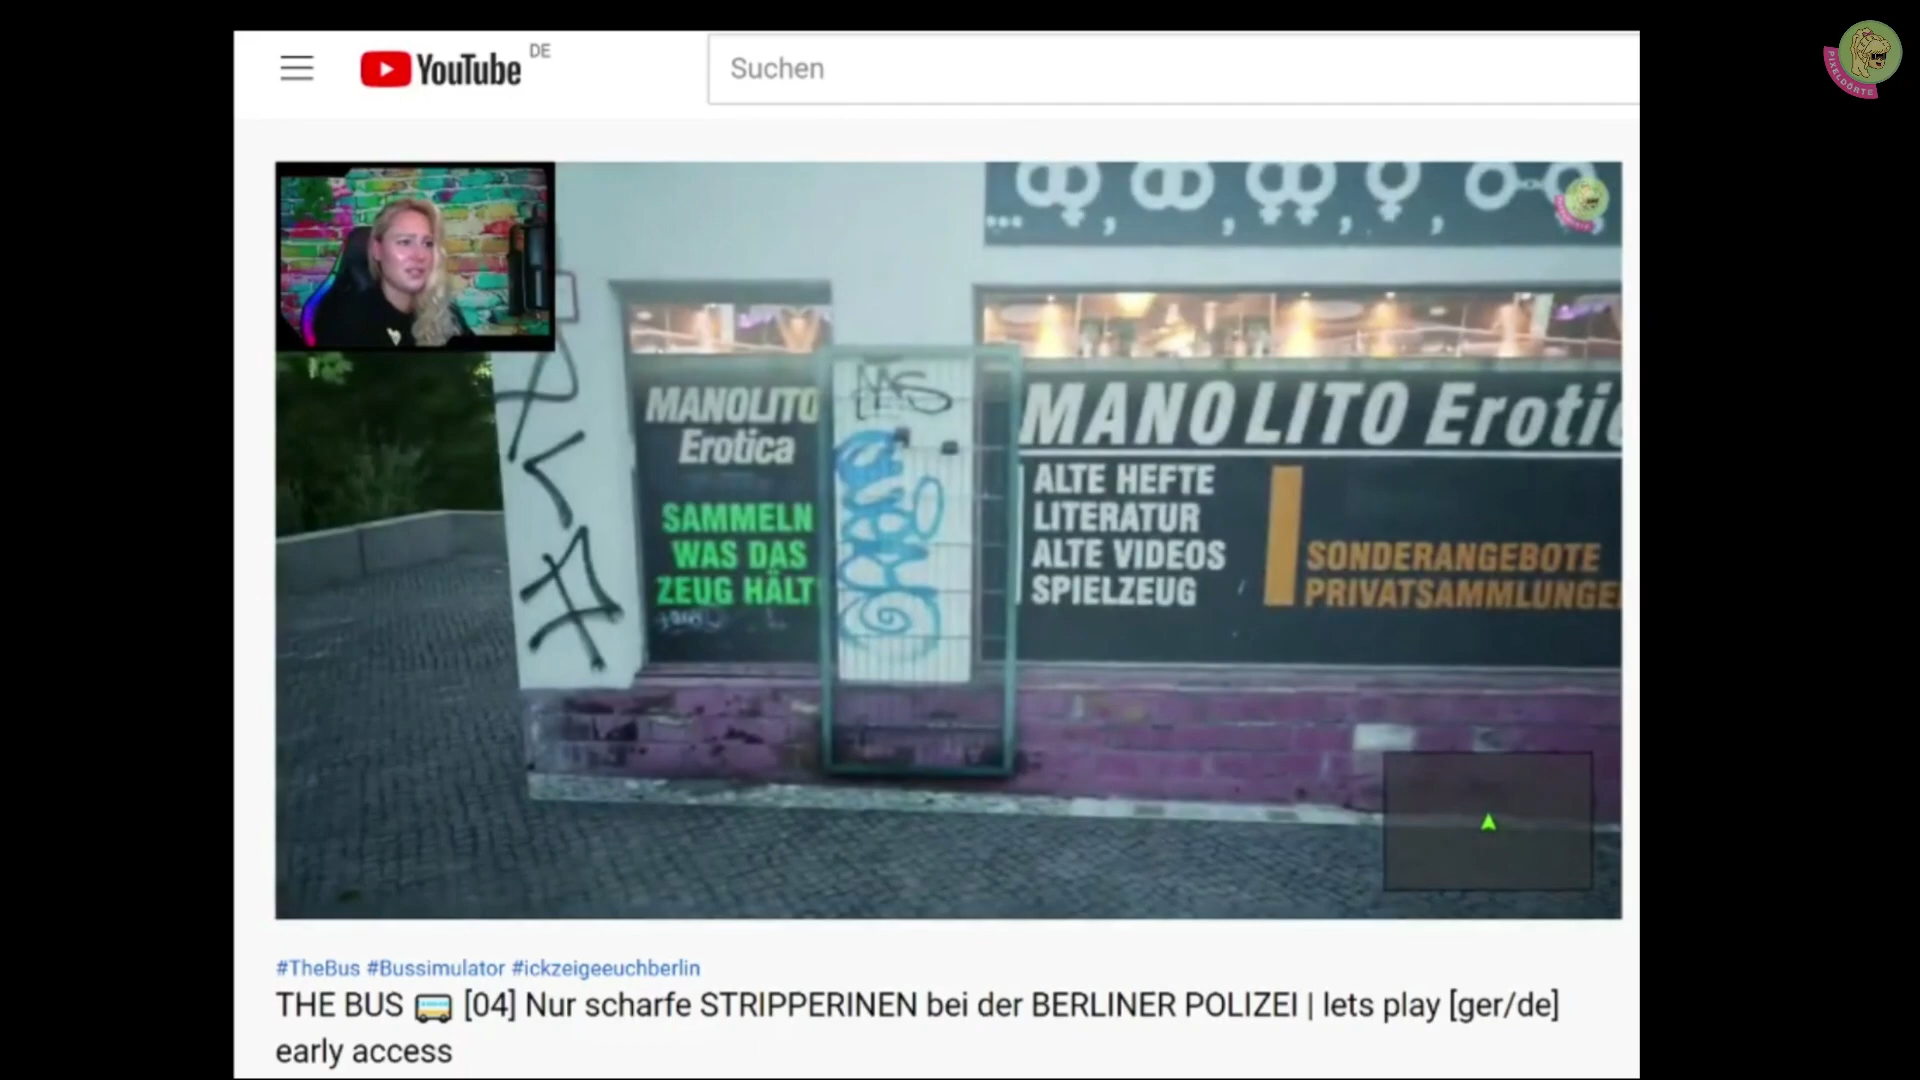 YouTube DE
Suchen
PIXELDÖRTE
MANOLITO
Erotica
SAMMELN
WAS DAS
ZEUG HÄLT
MANOLITO Erotic
ALTE HEFTE
LITERATUR
ALTE VIDEOS
SPIELZEUG
SONDERANGEBOTE
PRIVATSAMMLUNGE
#TheBus #Bussimulator #ickzeigeeuchberlin
THE BUS 🚌 [04] Nur scharfe STRIPPERINEN bei der BERLINER POLIZEI | lets play [ger/de]
early access